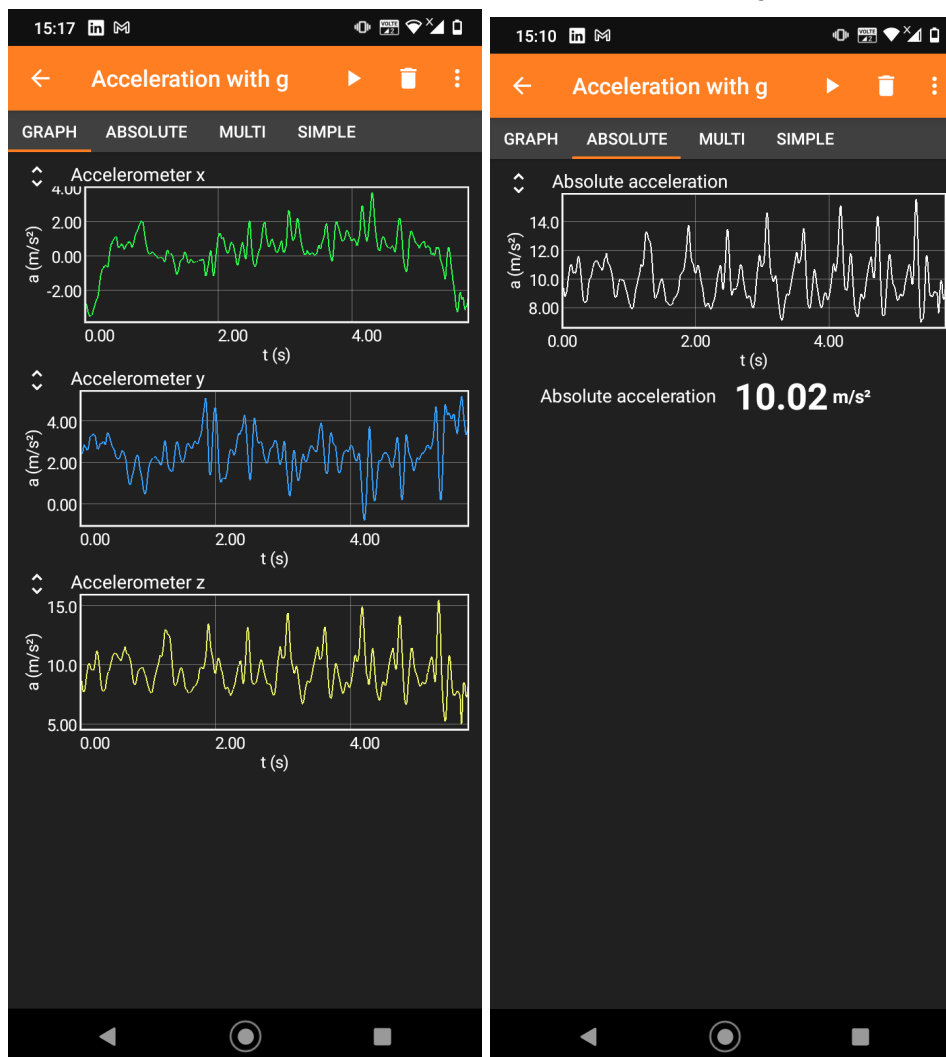 15:17
Acceleration with g
GRAPH ABSOLUTE MULTI SIMPLE
Accelerometer x
4.00
2.00
0.00
-2.00
a (m/s²)
0.00 2.00 4.00
t (s)
Accelerometer y
4.00
2.00
0.00
a (m/s²)
0.00 2.00 4.00
t (s)
Accelerometer z
15.0
10.0
5.00
a (m/s²)
0.00 2.00 4.00
t (s)
15:10
Acceleration with g
GRAPH ABSOLUTE MULTI SIMPLE
Absolute acceleration
14.0
12.0
10.0
8.00
a (m/s²)
0.00 2.00 4.00
t (s)
Absolute acceleration 10.02 m/s²